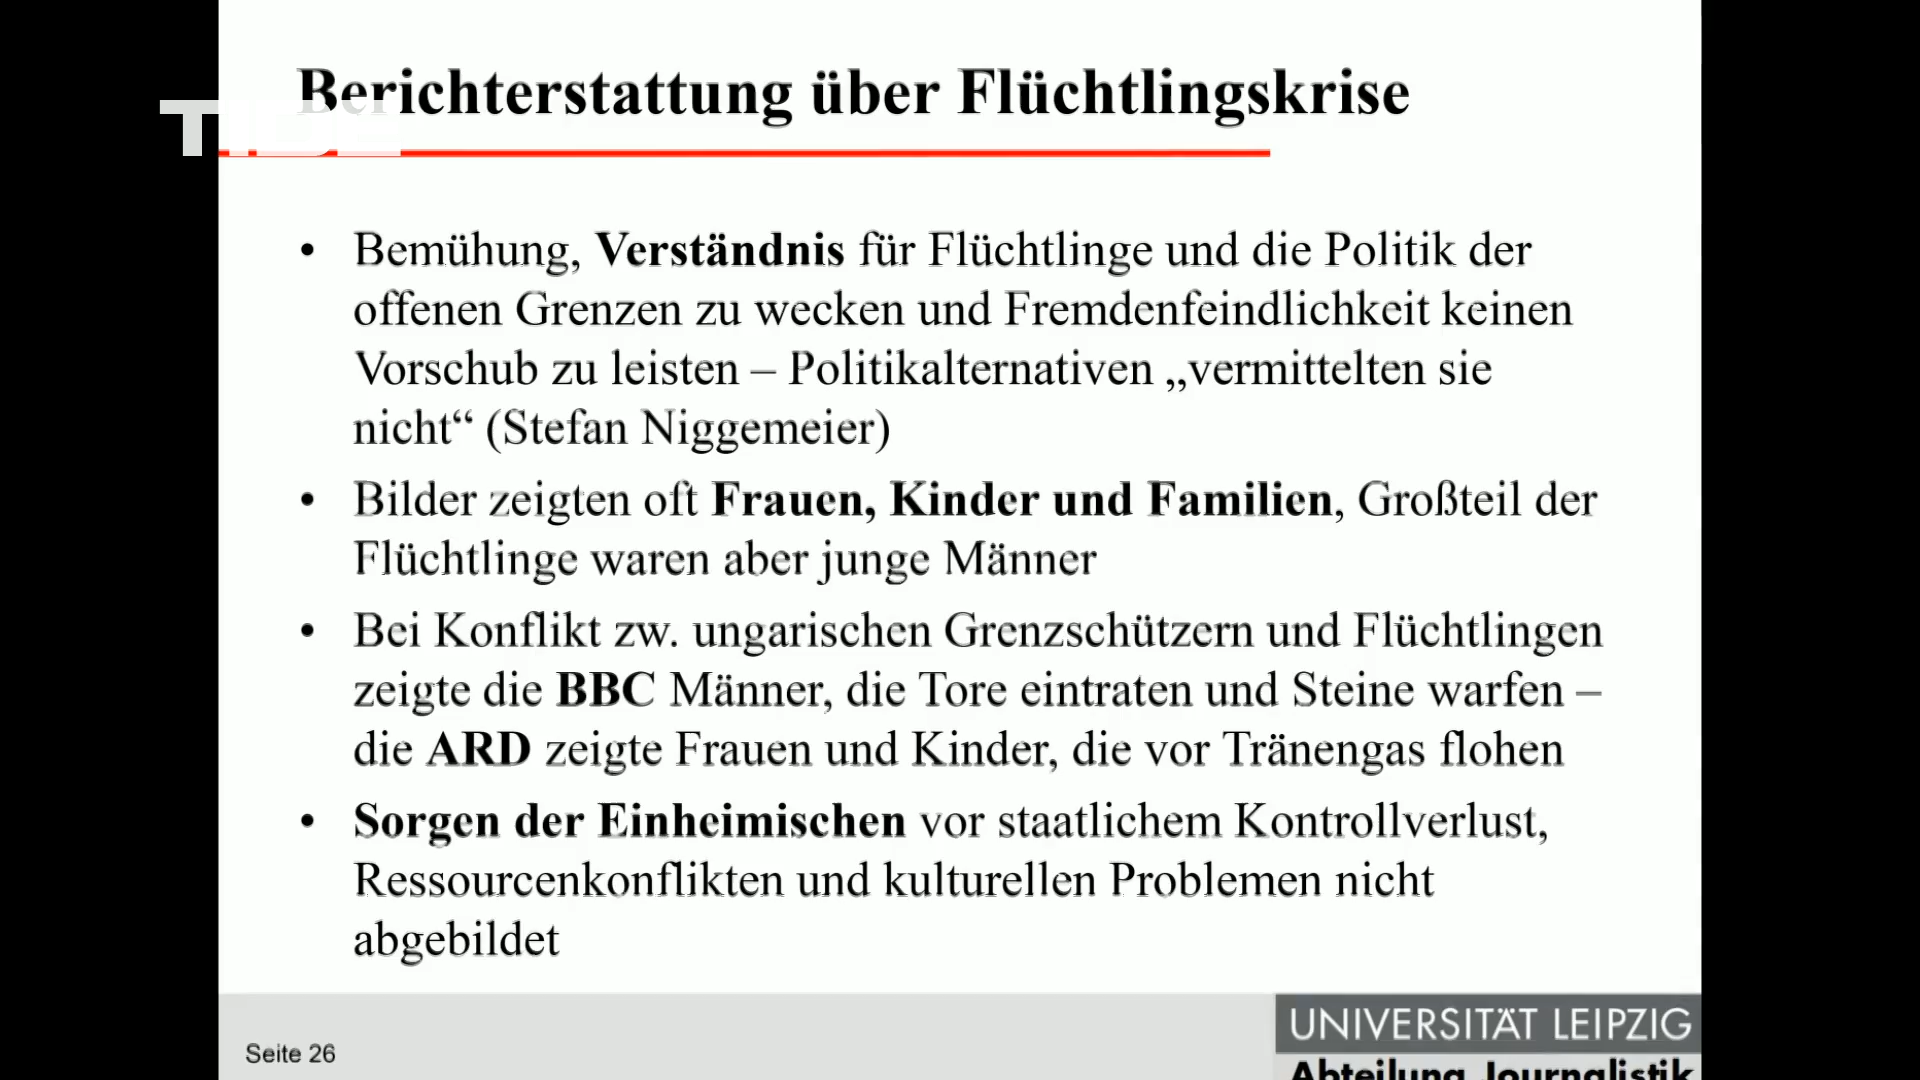 Berichterstattung über Flüchtlingskrise
TIDE
• Bemühung, Verständnis für Flüchtlinge und die Politik der
offenen Grenzen zu wecken und Fremdenfeindlichkeit keinen
Vorschub zu leisten – Politikalternativen „vermittelten sie
nicht“ (Stefan Niggemeier)
• Bilder zeigten oft Frauen, Kinder und Familien, Großteil der
Flüchtlinge waren aber junge Männer
• Bei Konflikt zw. ungarischen Grenzschützern und Flüchtlingen
zeigte die BBC Männer, die Tore eintraten und Steine warfen –
die ARD zeigte Frauen und Kinder, die vor Tränengas flohen
• Sorgen der Einheimischen vor staatlichem Kontrollverlust,
Ressourcenkonflikten und kulturellen Problemen nicht
abgebildet
Seite 26
UNIVERSITÄT LEIPZIG
Abteilung Journalistik